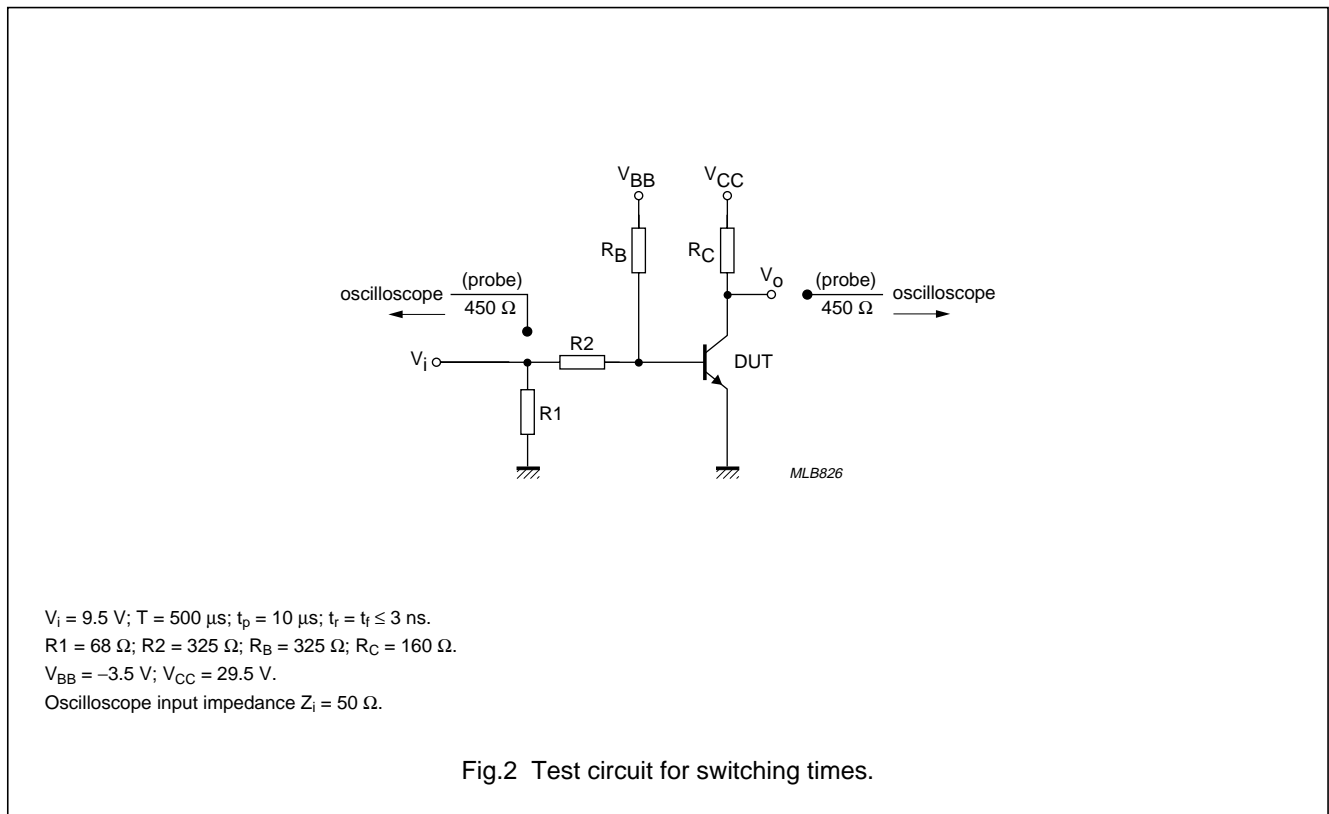 V_BB V_CC
R_B R_C
V_o
(probe) (probe)
oscilloscope 450 Ω 450 Ω oscilloscope
R2
V_i DUT
R1
MLB826
V_i = 9.5 V; T = 500 μs; t_p = 10 μs; t_r = t_f ≤ 3 ns.
R1 = 68 Ω; R2 = 325 Ω; R_B = 325 Ω; R_C = 160 Ω.
V_BB = −3.5 V; V_CC = 29.5 V.
Oscilloscope input impedance Z_i = 50 Ω.
Fig.2 Test circuit for switching times.